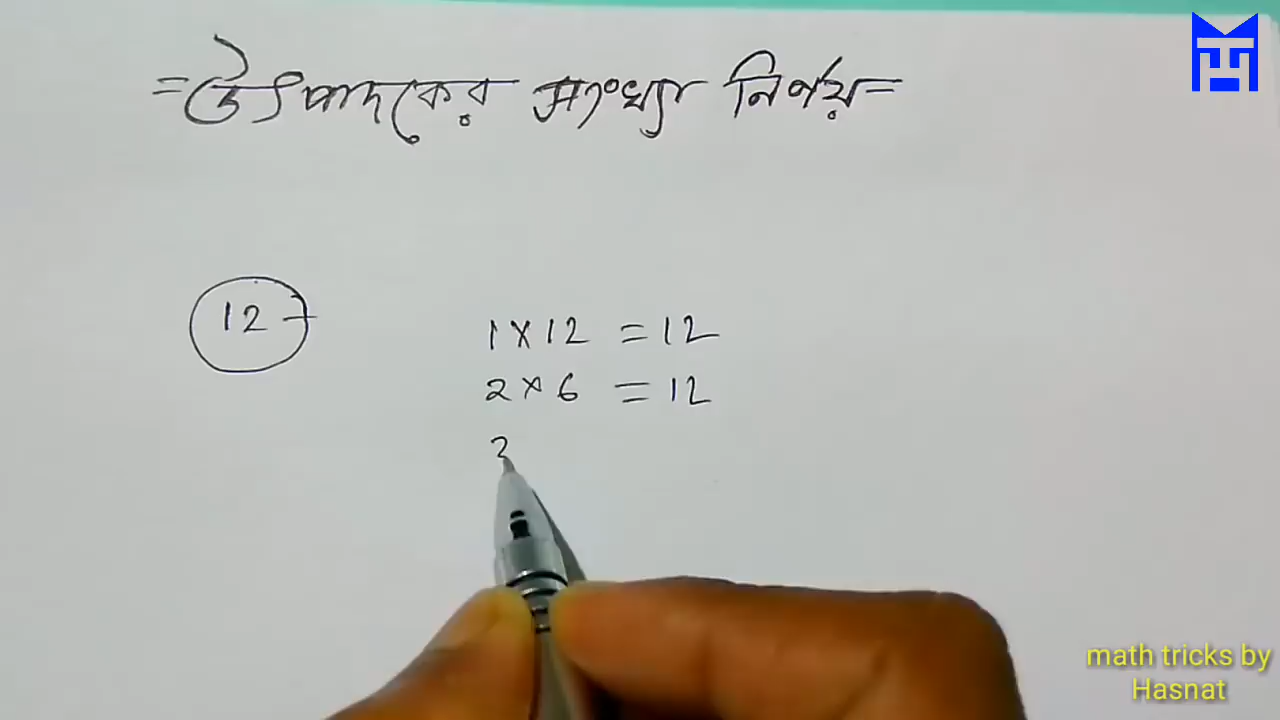 = উৎপাদকের সংখ্যা নির্ণয় =
12
1 × 12 = 12
2 × 6 = 12
3
math tricks by
Hasnat